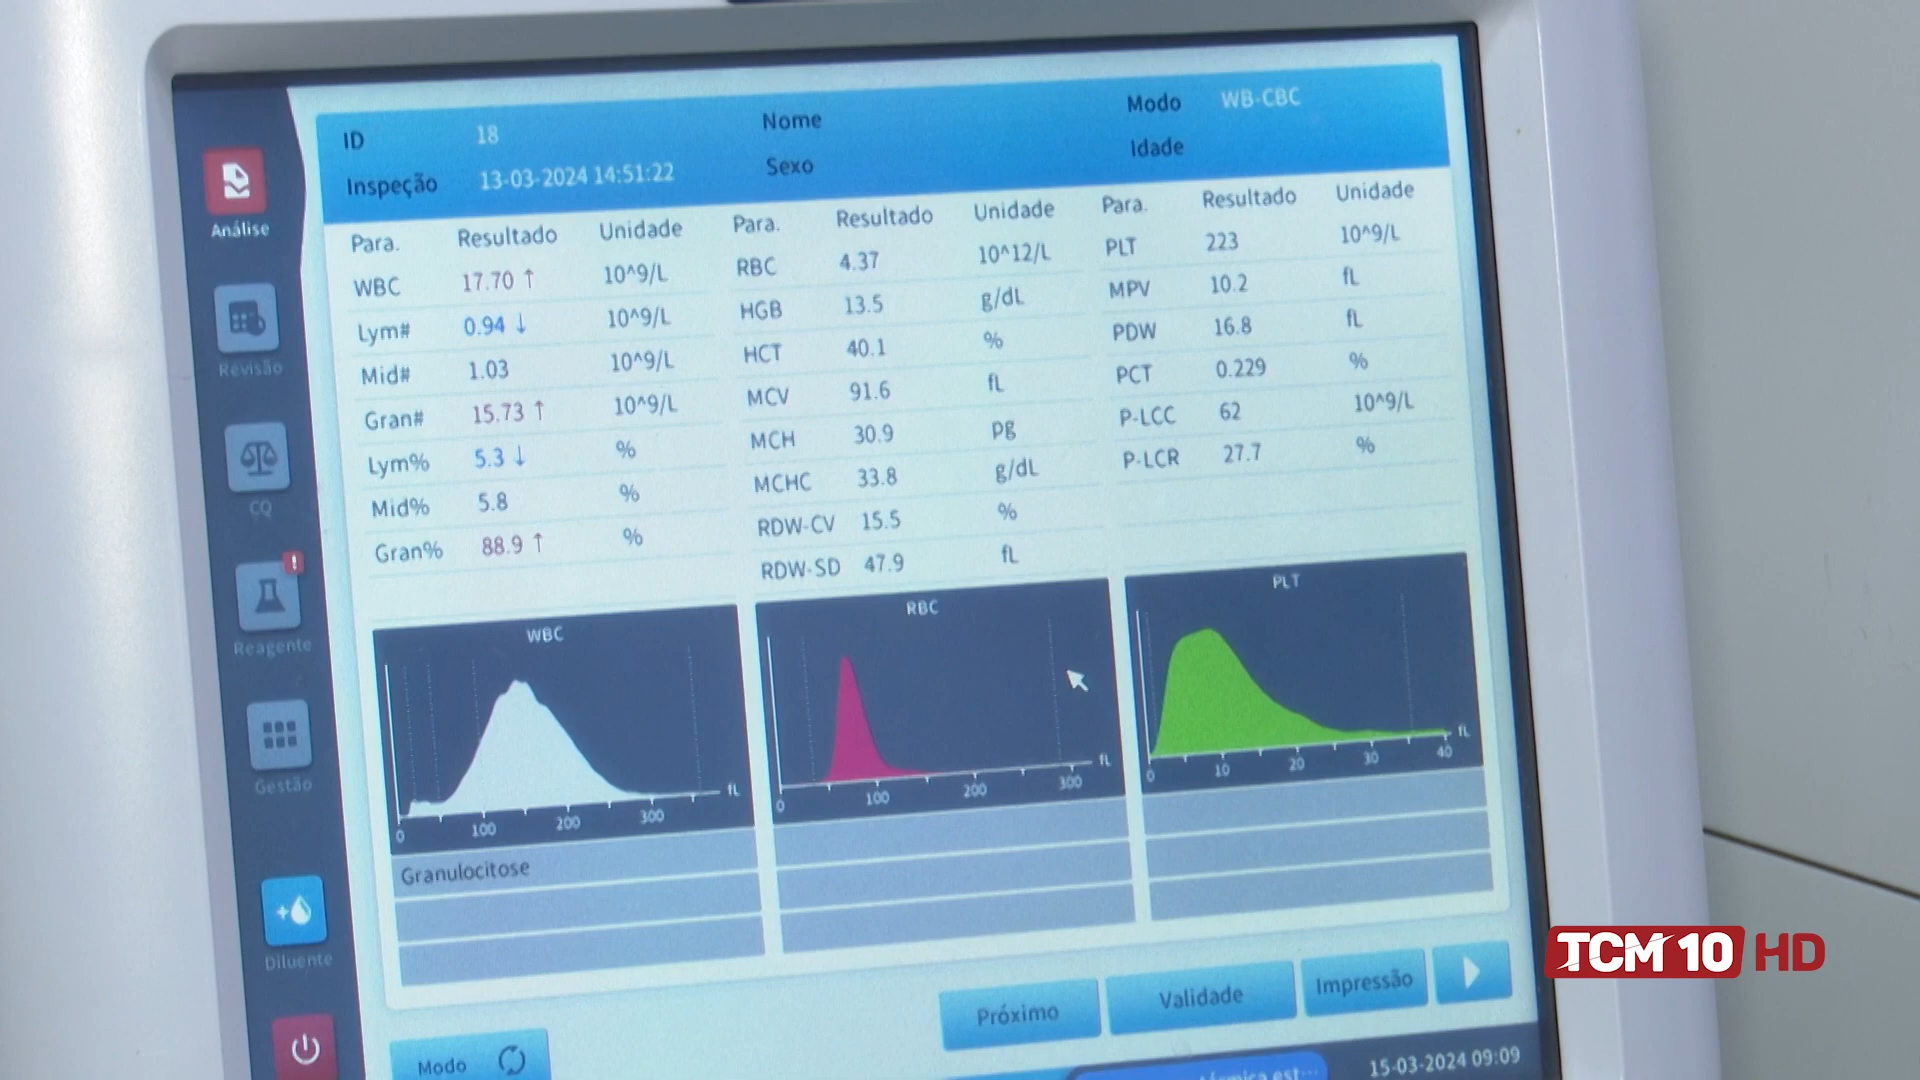 ID 18 Nome Modo WB-CBC
Inspeção 13-03-2024 14:51:22 Sexo Idade
Análise
Revisão
CQ
Reagente
Gestão
Diluente
Para. Resultado Unidade
WBC 17.70 ↑ 10^9/L
Lym# 0.94 ↓ 10^9/L
Mid# 1.03 10^9/L
Gran# 15.73 ↑ 10^9/L
Lym% 5.3 ↓ %
Mid% 5.8 %
Gran% 88.9 ↑ %
Para. Resultado Unidade
RBC 4.37 10^12/L
HGB 13.5 g/dL
HCT 40.1 %
MCV 91.6 fL
MCH 30.9 pg
MCHC 33.8 g/dL
RDW-CV 15.5 %
RDW-SD 47.9 fL
Para. Resultado Unidade
PLT 223 10^9/L
MPV 10.2 fL
PDW 16.8 fL
PCT 0.229 %
P-LCC 62 10^9/L
P-LCR 27.7 %
WBC
0 100 200 300 fL
Granulocitose
RBC
0 100 200 300 fL
PLT
0 10 20 30 40 fL
Próximo Validade Impressão
Modo
15-03-2024 09:09
TCM 10 HD